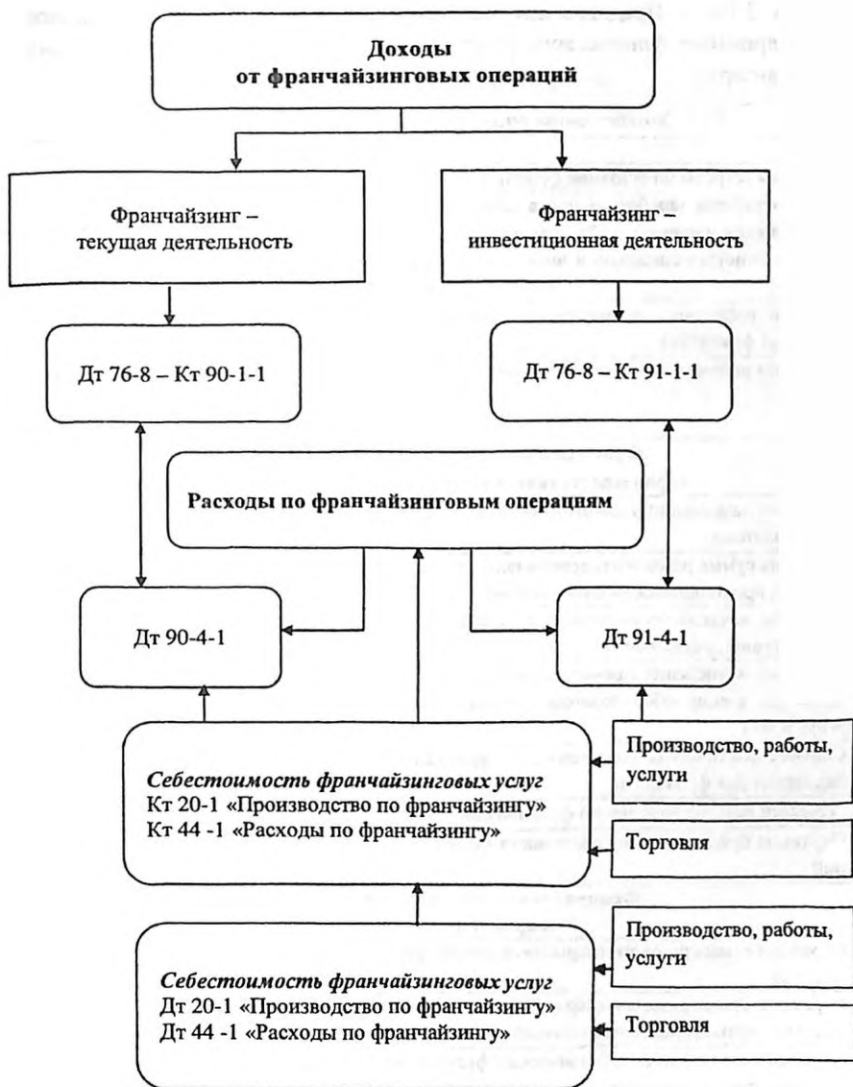 Доходы
от франчайзинговых операций
Франчайзинг –
текущая деятельность
Франчайзинг –
инвестиционная деятельность
Дт 76-8 – Кт 90-1-1
Дт 76-8 – Кт 91-1-1
Расходы по франчайзинговым операциям
Дт 90-4-1
Дт 91-4-1
Себестоимость франчайзинговых услуг
Кт 20-1 «Производство по франчайзингу»
Кт 44 -1 «Расходы по франчайзингу»
Производство, работы,
услуги
Торговля
Себестоимость франчайзинговых услуг
Дт 20-1 «Производство по франчайзингу»
Дт 44 -1 «Расходы по франчайзингу»
Производство, работы,
услуги
Торговля